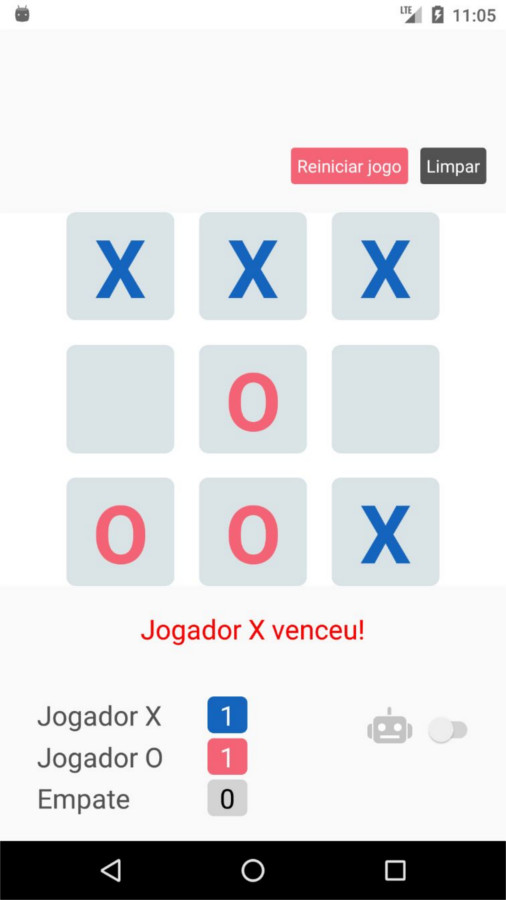 LTE 11:05
Reiniciar jogo Limpar
X X X
O
O O X
Jogador X venceu!
Jogador X 1
Jogador O 1
Empate 0